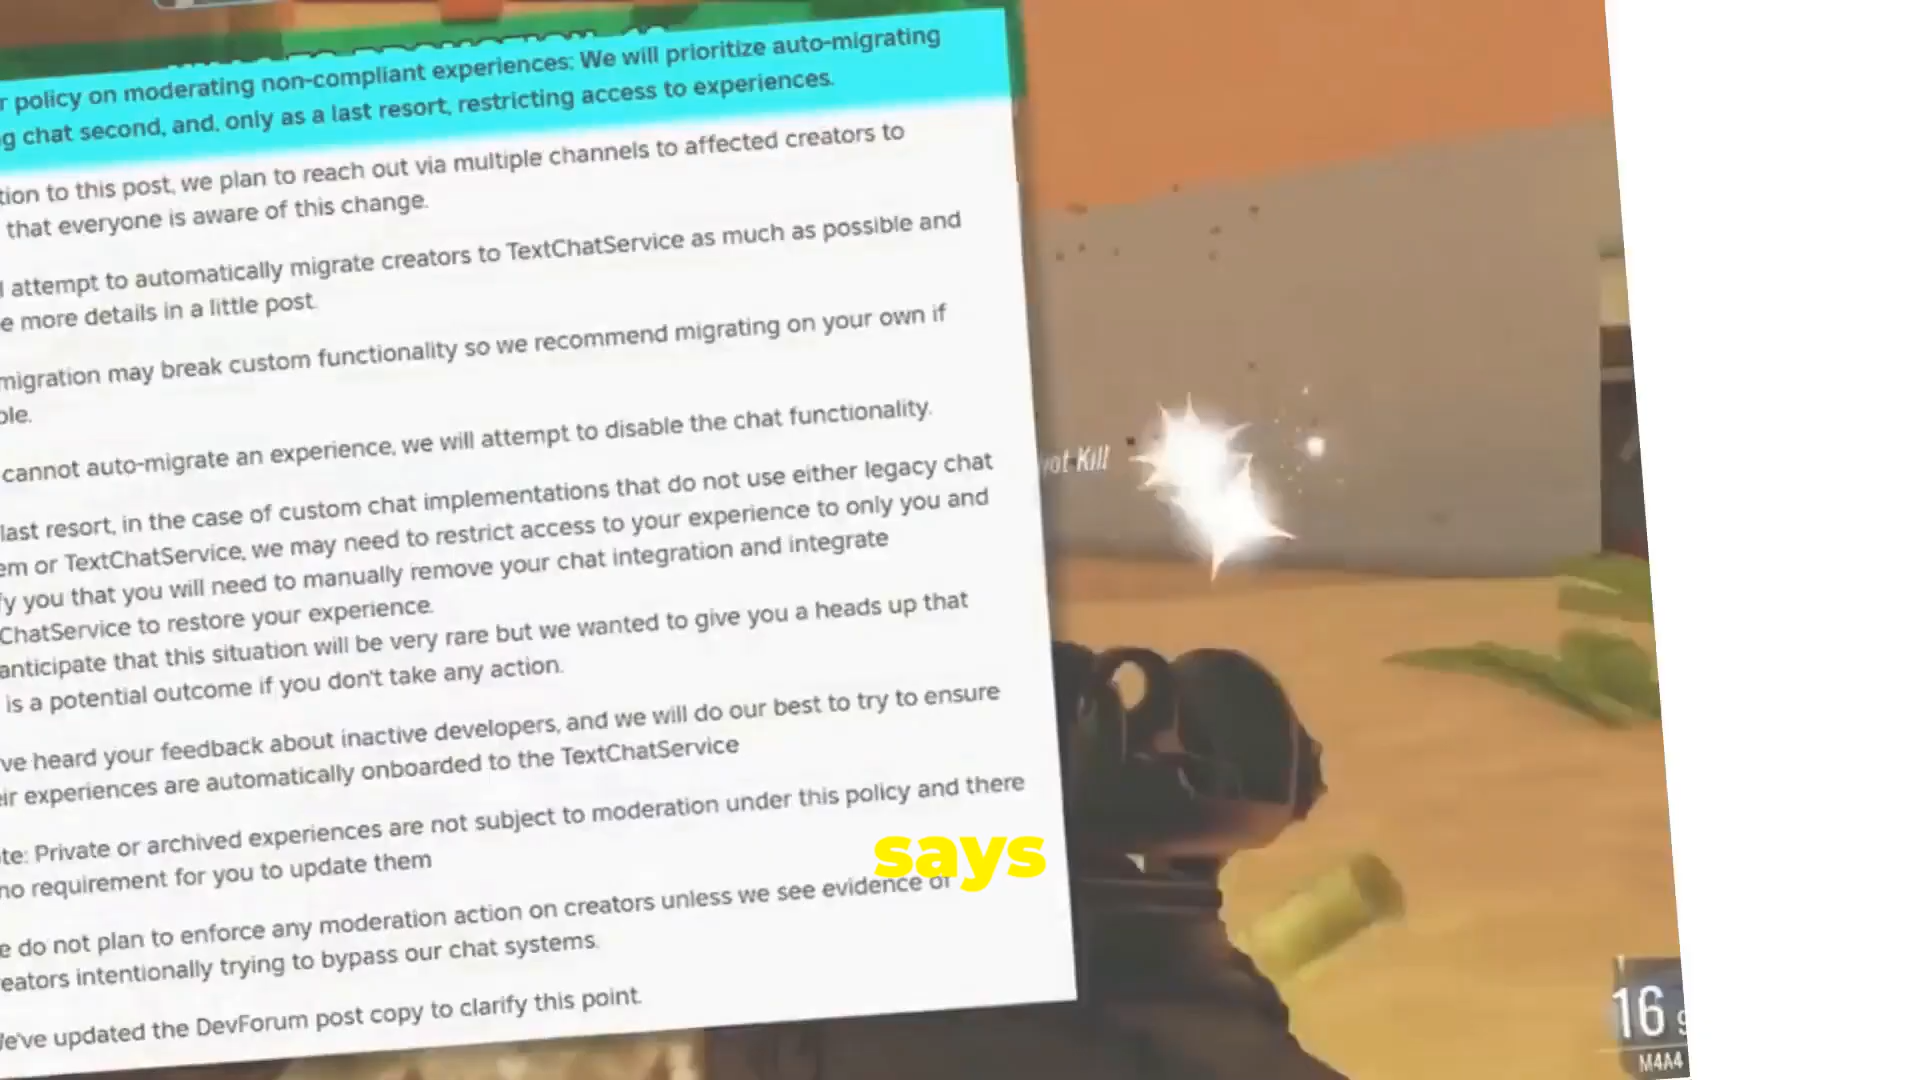 r policy on moderating non-compliant experiences: We will prioritize auto-migrating
g chat second, and, only as a last resort, restricting access to experiences.
tion to this post, we plan to reach out via multiple channels to affected creators to
that everyone is aware of this change.
l attempt to automatically migrate creators to TextChatService as much as possible and
e more details in a little post.
migration may break custom functionality so we recommend migrating on your own if
ble.
cannot auto-migrate an experience, we will attempt to disable the chat functionality.
last resort, in the case of custom chat implementations that do not use either legacy chat
em or TextChatService, we may need to restrict access to your experience to only you and
fy you that you will need to manually remove your chat integration and integrate
ChatService to restore your experience.
anticipate that this situation will be very rare but we wanted to give you a heads up that
is a potential outcome if you don't take any action.
ve heard your feedback about inactive developers, and we will do our best to try to ensure
eir experiences are automatically onboarded to the TextChatService
te: Private or archived experiences are not subject to moderation under this policy and there
no requirement for you to update them
says
e do not plan to enforce any moderation action on creators unless we see evidence of
reators intentionally trying to bypass our chat systems.
We've updated the DevForum post copy to clarify this point.
ot Kill
16 9
M4A4